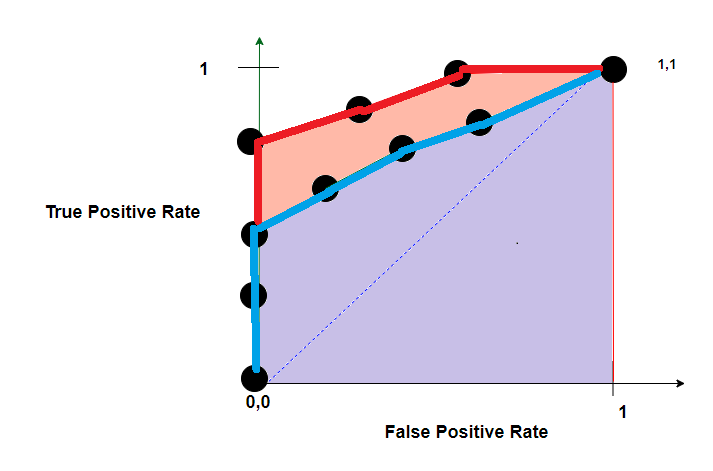 1
1,1
True Positive Rate
0,0
1
False Positive Rate